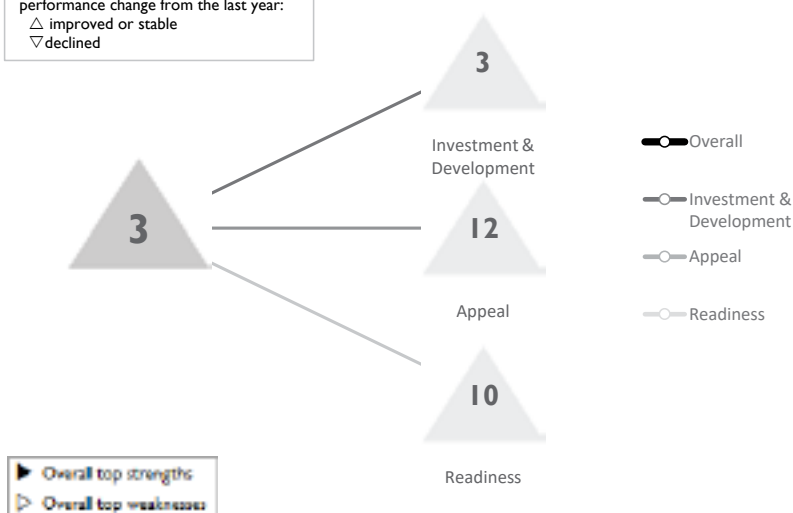 performance change from the last year:
△ improved or stable
▽ declined
3
Investment &
Development
3
12
Appeal
10
Readiness
Overall
Investment &
Development
Appeal
Readiness
▶ Overall top strengths
▷ Overall top weaknesses